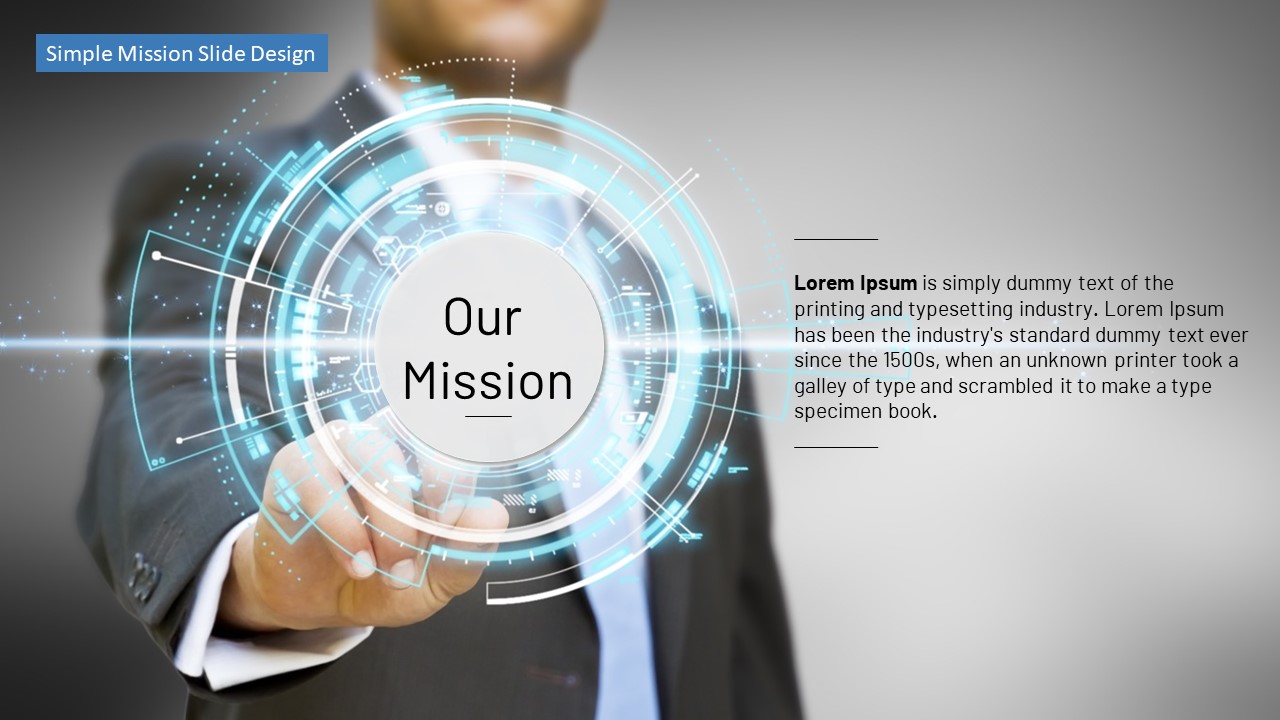 Simple Mission Slide Design
Our
Mission
Lorem Ipsum is simply dummy text of the
printing and typesetting industry. Lorem Ipsum
has been the industry's standard dummy text ever
since the 1500s, when an unknown printer took a
galley of type and scrambled it to make a type
specimen book.